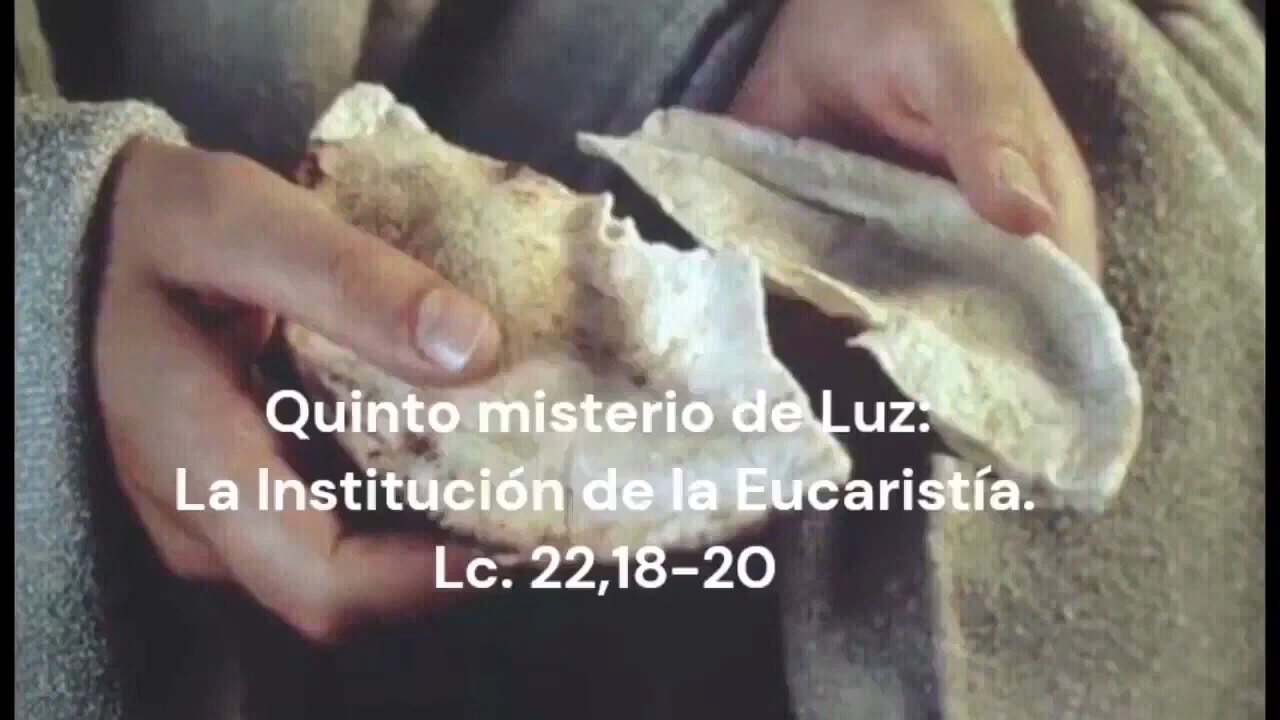 Quinto misterio de Luz:
La Institución de la Eucaristía.
Lc. 22,18-20